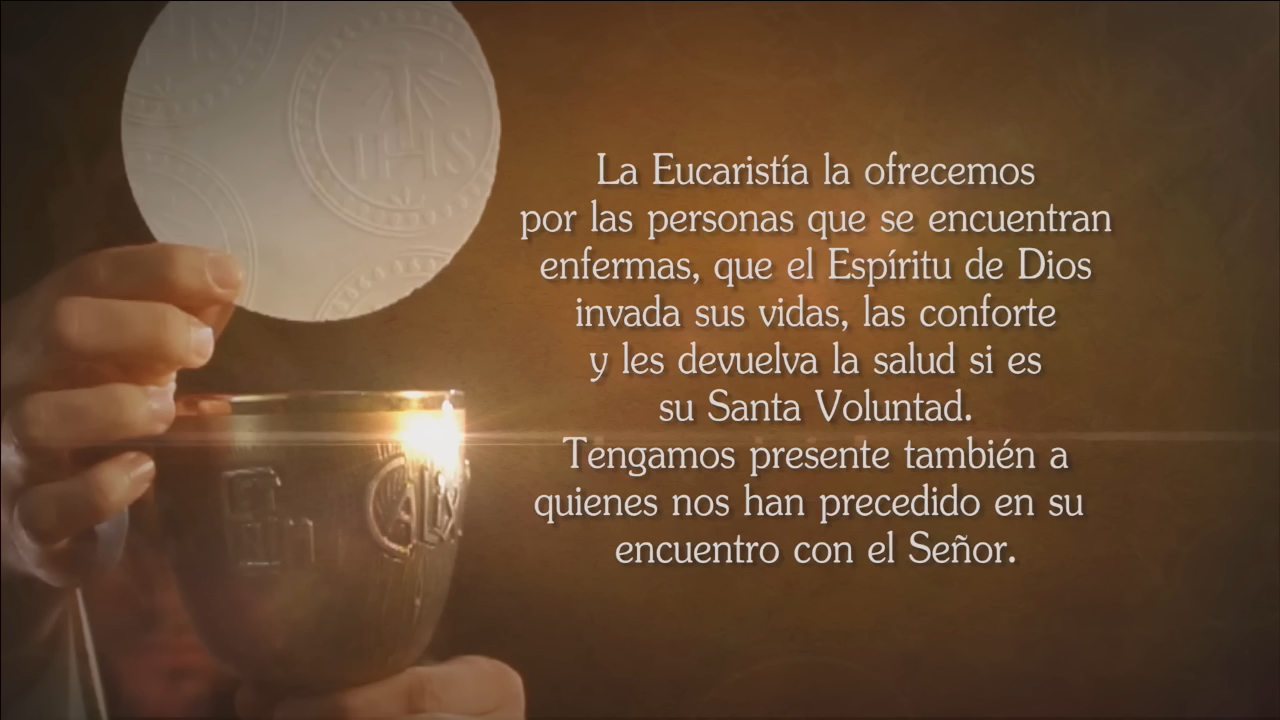 IHS
La Eucaristía la ofrecemos
por las personas que se encuentran
enfermas, que el Espíritu de Dios
invada sus vidas, las conforte
y les devuelva la salud si es
su Santa Voluntad.
Tengamos presente también a
quienes nos han precedido en su
encuentro con el Señor.